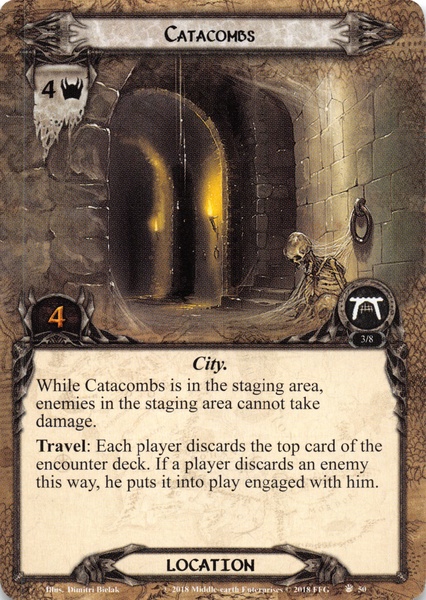 Catacombs
4
4
3/8
City.
While Catacombs is in the staging area,
enemies in the staging area cannot take
damage.
Travel: Each player discards the top card of the
encounter deck. If a player discards an enemy
this way, he puts it into play engaged with him.
LOCATION
Illus. Dimitri Bielak © 2018 Middle-earth Enterprises © 2018 FFG 50